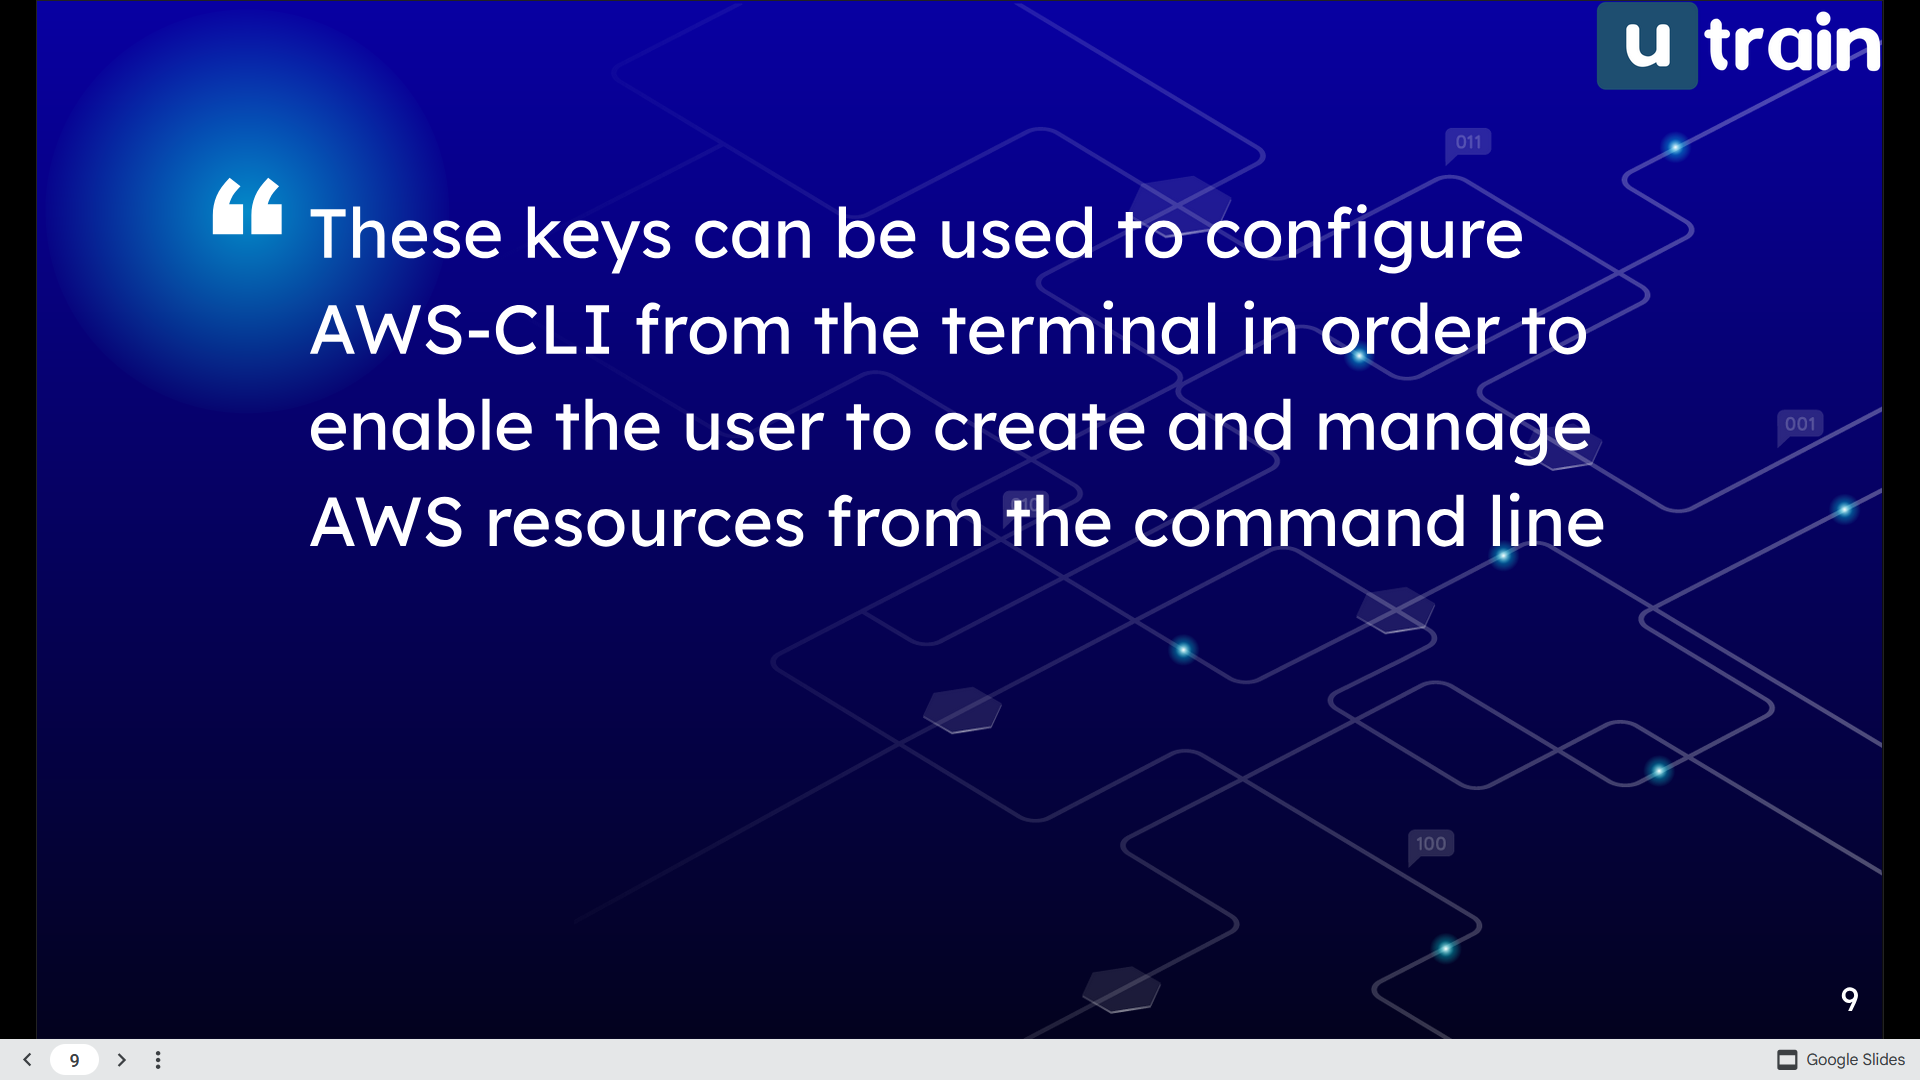 u train
011
“ These keys can be used to configure
AWS-CLI from the terminal in order to
001
enable the user to create and manage
010
AWS resources from the command line
100
9
9
Google Slides